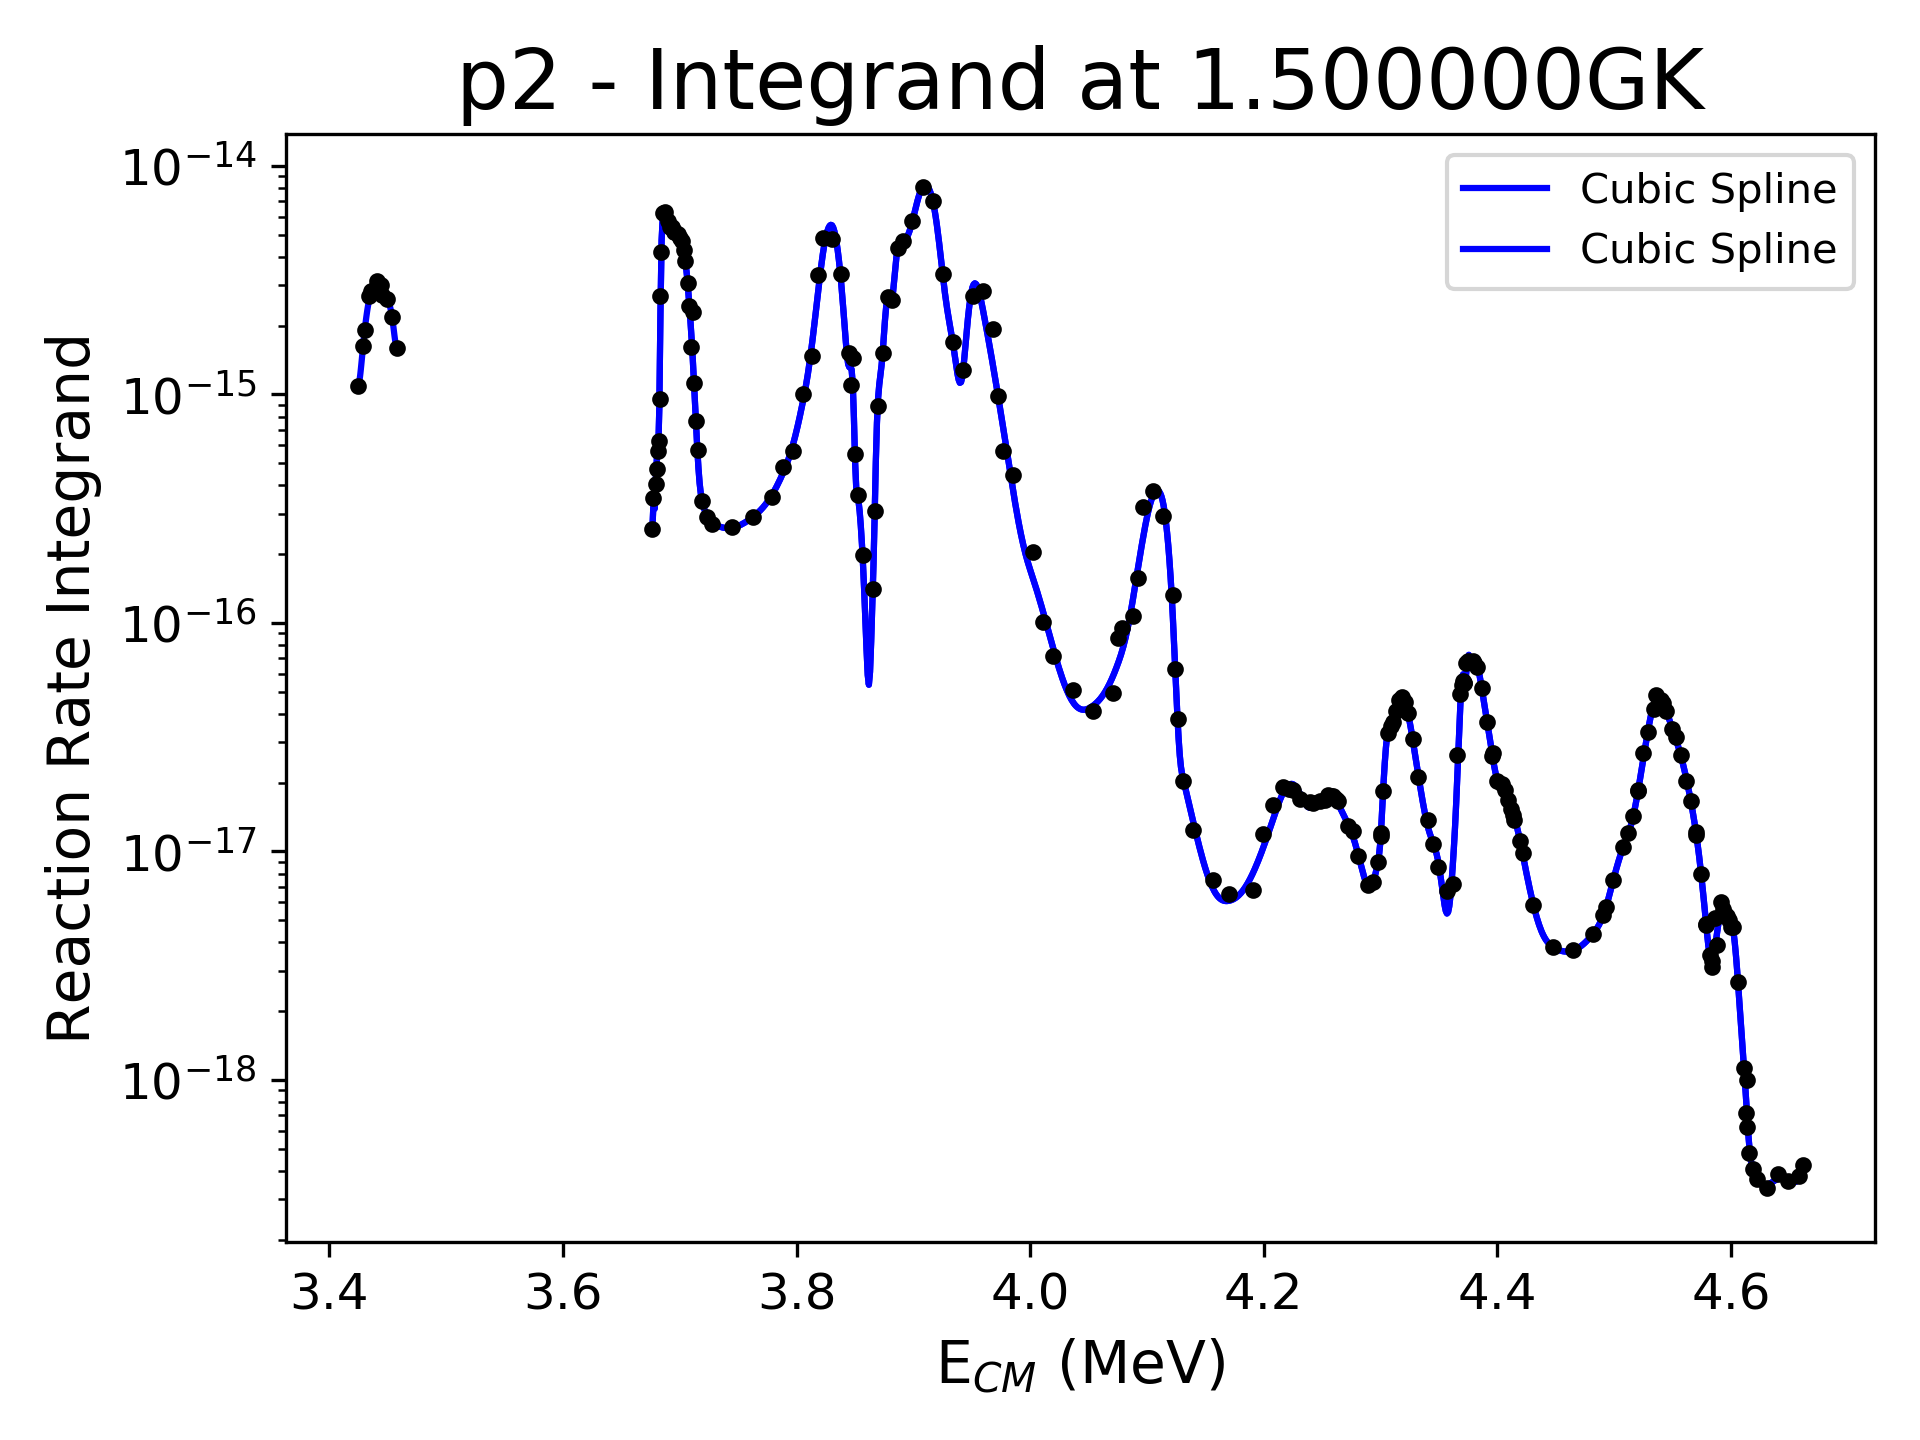 p2 - Integrand at 1.500000GK
Cubic Spline
Cubic Spline
Reaction Rate Integrand
10⁻¹⁴
10⁻¹⁵
10⁻¹⁶
10⁻¹⁷
10⁻¹⁸
3.4 3.6 3.8 4.0 4.2 4.4 4.6
E_CM (MeV)